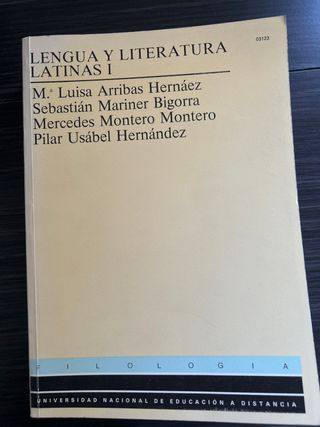 03123
LENGUA Y LITERATURA
LATINAS I
M.ª Luisa Arribas Hernáez
Sebastián Mariner Bigorra
Mercedes Montero Montero
Pilar Usábel Hernández
FILOLOGIA
UNIVERSIDAD NACIONAL DE EDUCACIÓN A DISTANCIA